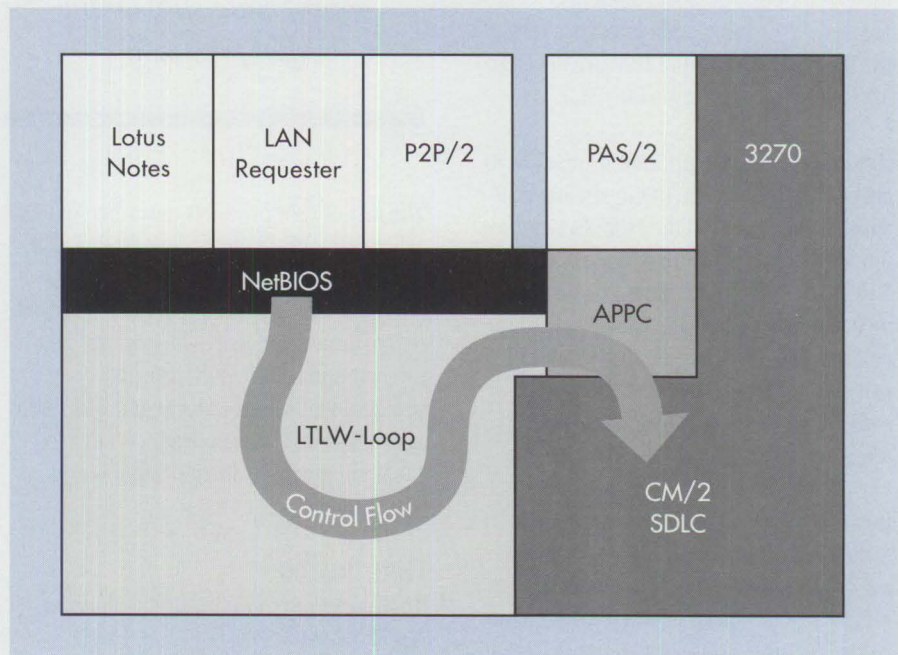 Lotus
Notes
LAN
Requester
P2P/2
PAS/2
3270
NetBIOS
APPC
LTLW-Loop
Control Flow
CM/2
SDLC